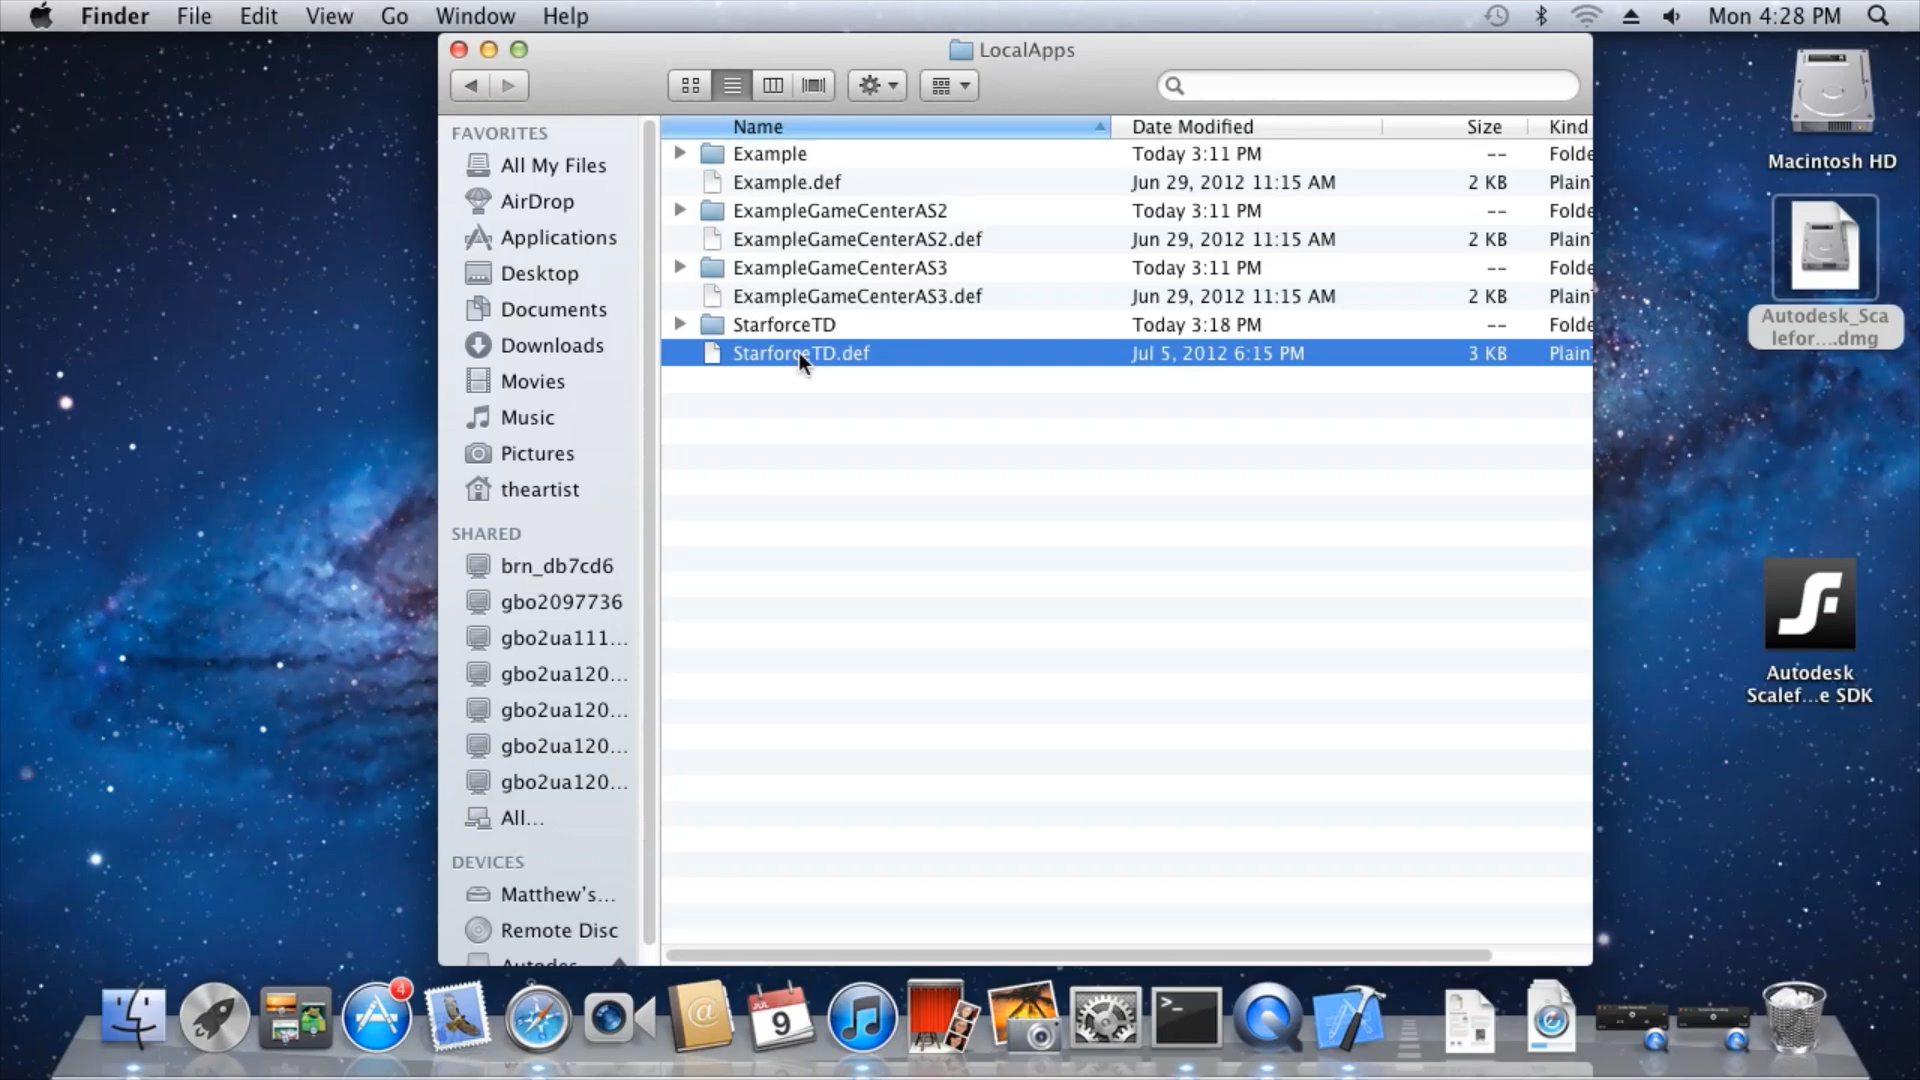 Finder File Edit View Go Window Help Mon 4:28 PM
LocalApps
Name Date Modified Size Kind
Example Today 3:11 PM -- Folde
Example.def Jun 29, 2012 11:15 AM 2 KB Plain
ExampleGameCenterAS2 Today 3:11 PM -- Folde
ExampleGameCenterAS2.def Jun 29, 2012 11:15 AM 2 KB Plain
ExampleGameCenterAS3 Today 3:11 PM -- Folde
ExampleGameCenterAS3.def Jun 29, 2012 11:15 AM 2 KB Plain
StarforceTD Today 3:18 PM -- Folde
StarforceTD.def Jul 5, 2012 6:15 PM 3 KB Plain
FAVORITES
All My Files
AirDrop
Applications
Desktop
Documents
Downloads
Movies
Music
Pictures
theartist
SHARED
brn_db7cd6
gbo2097736
gbo2ua111...
gbo2ua120...
gbo2ua120...
gbo2ua120...
gbo2ua120...
All...
DEVICES
Matthew's...
Remote Disc
Autodes
Macintosh HD
Autodesk_Sca
lefor....dmg
Autodesk
Scalef...e SDK
4
JUL
9
@
>_